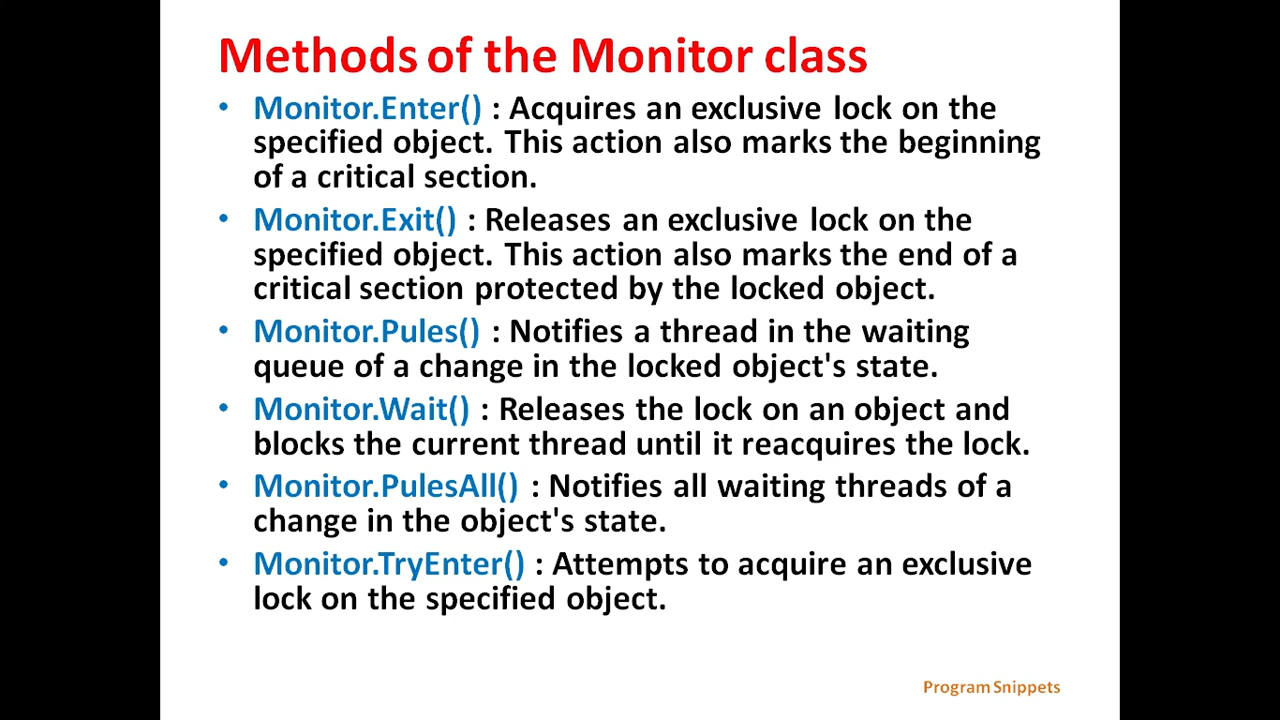 Methods of the Monitor class
• Monitor.Enter() : Acquires an exclusive lock on the
specified object. This action also marks the beginning
of a critical section.
• Monitor.Exit() : Releases an exclusive lock on the
specified object. This action also marks the end of a
critical section protected by the locked object.
• Monitor.Pules() : Notifies a thread in the waiting
queue of a change in the locked object's state.
• Monitor.Wait() : Releases the lock on an object and
blocks the current thread until it reacquires the lock.
• Monitor.PulesAll() : Notifies all waiting threads of a
change in the object's state.
• Monitor.TryEnter() : Attempts to acquire an exclusive
lock on the specified object.
Program Snippets